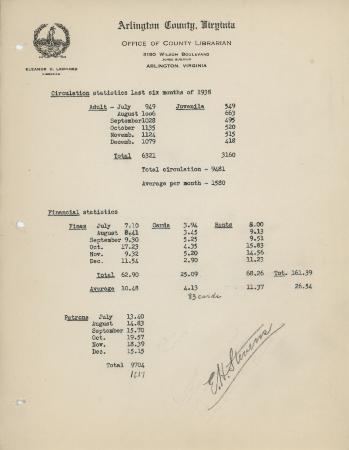 Arlington County, Virginia
OFFICE OF COUNTY LIBRARIAN
3190 WILSON BOULEVARD
ARLINGTON, VIRGINIA
LIBRARIAN
Circulation statistics last six months of 1938
Adult - July 949 Juvenile 549
August 1006 663
September 1028 495
October 1135 520
Novemb. 1124 515
Decemb. 1079 418
Total 6321 3160
Total circulation - 9481
Average per month - 1580
Financial statistics
Fines July 7.10 Cards 3.94 Rents 8.00
August 8.41 3.45 9.13
September 9.30 5.25 9.51
Oct. 17.23 4.35 15.83
Nov. 9.32 5.20 14.56
Dec. 11.54 2.90 11.23
Total 62.90 25.09 68.26 Tot. 161.39
Average 10.48 4.13 11.37 26.54
83 cards
Patrons July 13.40
August 14.83
September 15.70
Oct. 19.57
Nov. 18.39
Dec. 15.15
Total 9704
1617
E.H. Stevens